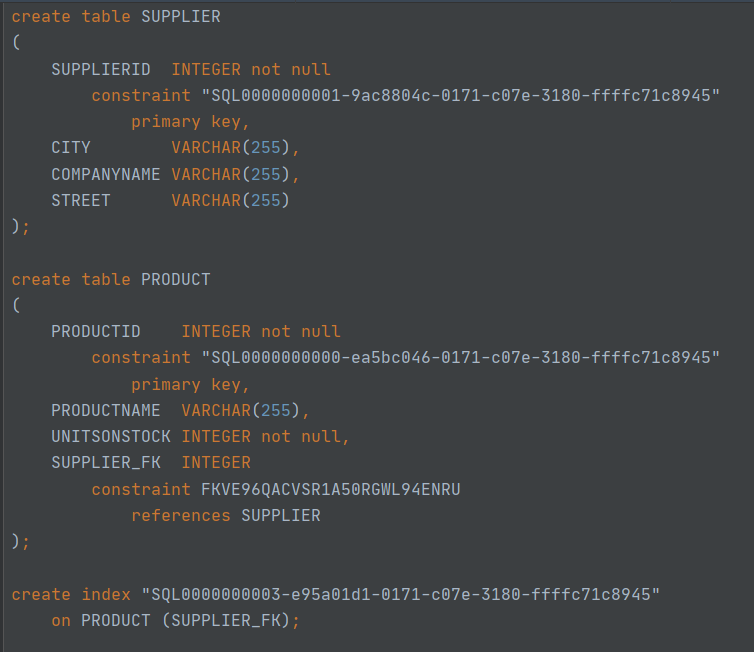 create table SUPPLIER
(
    SUPPLIERID  INTEGER not null
        constraint "SQL0000000001-9ac8804c-0171-c07e-3180-ffffc71c8945"
            primary key,
    CITY        VARCHAR(255),
    COMPANYNAME VARCHAR(255),
    STREET      VARCHAR(255)
);

create table PRODUCT
(
    PRODUCTID    INTEGER not null
        constraint "SQL0000000000-ea5bc046-0171-c07e-3180-ffffc71c8945"
            primary key,
    PRODUCTNAME  VARCHAR(255),
    UNITSONSTOCK INTEGER not null,
    SUPPLIER_FK  INTEGER
        constraint FKVE96QACVSR1A50RGWL94ENRU
            references SUPPLIER
);

create index "SQL0000000003-e95a01d1-0171-c07e-3180-ffffc71c8945"
    on PRODUCT (SUPPLIER_FK);